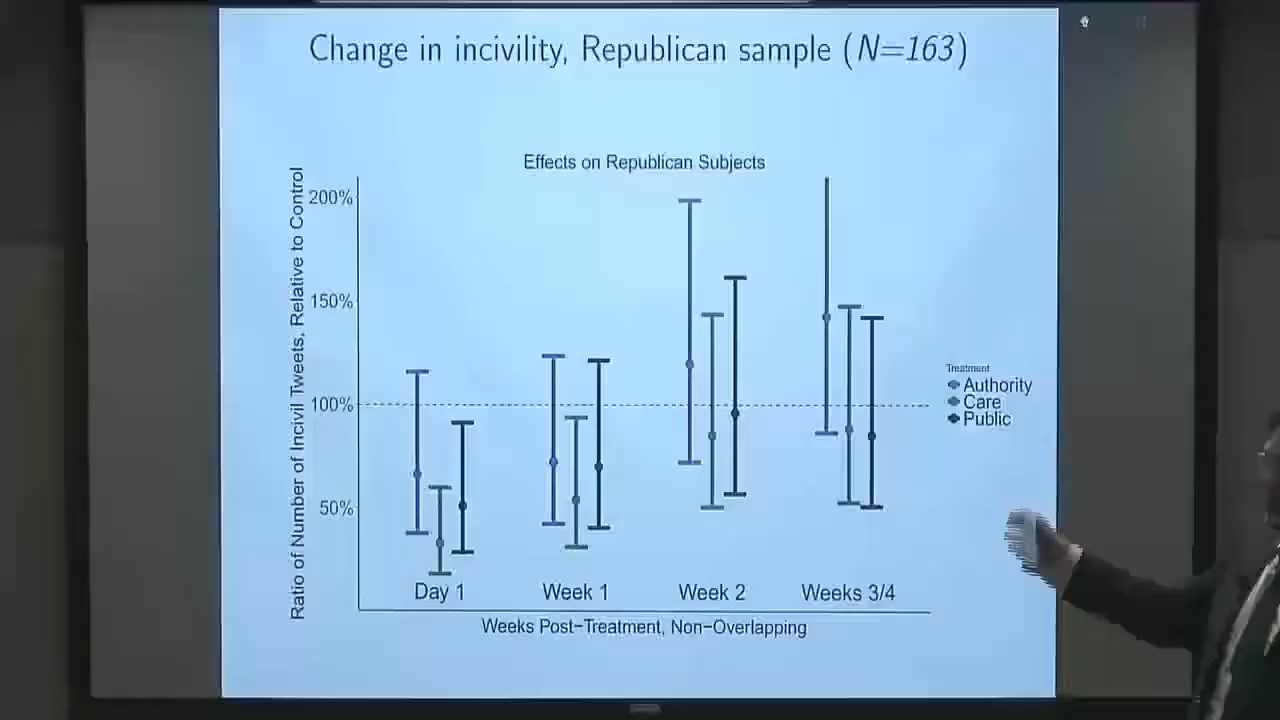 Change in incivility, Republican sample (N=163)
Effects on Republican Subjects
Ratio of Number of Incivil Tweets, Relative to Control
200%
150%
100%
50%
Day 1
Week 1
Week 2
Weeks 3/4
Weeks Post-Treatment, Non-Overlapping
Treatment
Authority
Care
Public